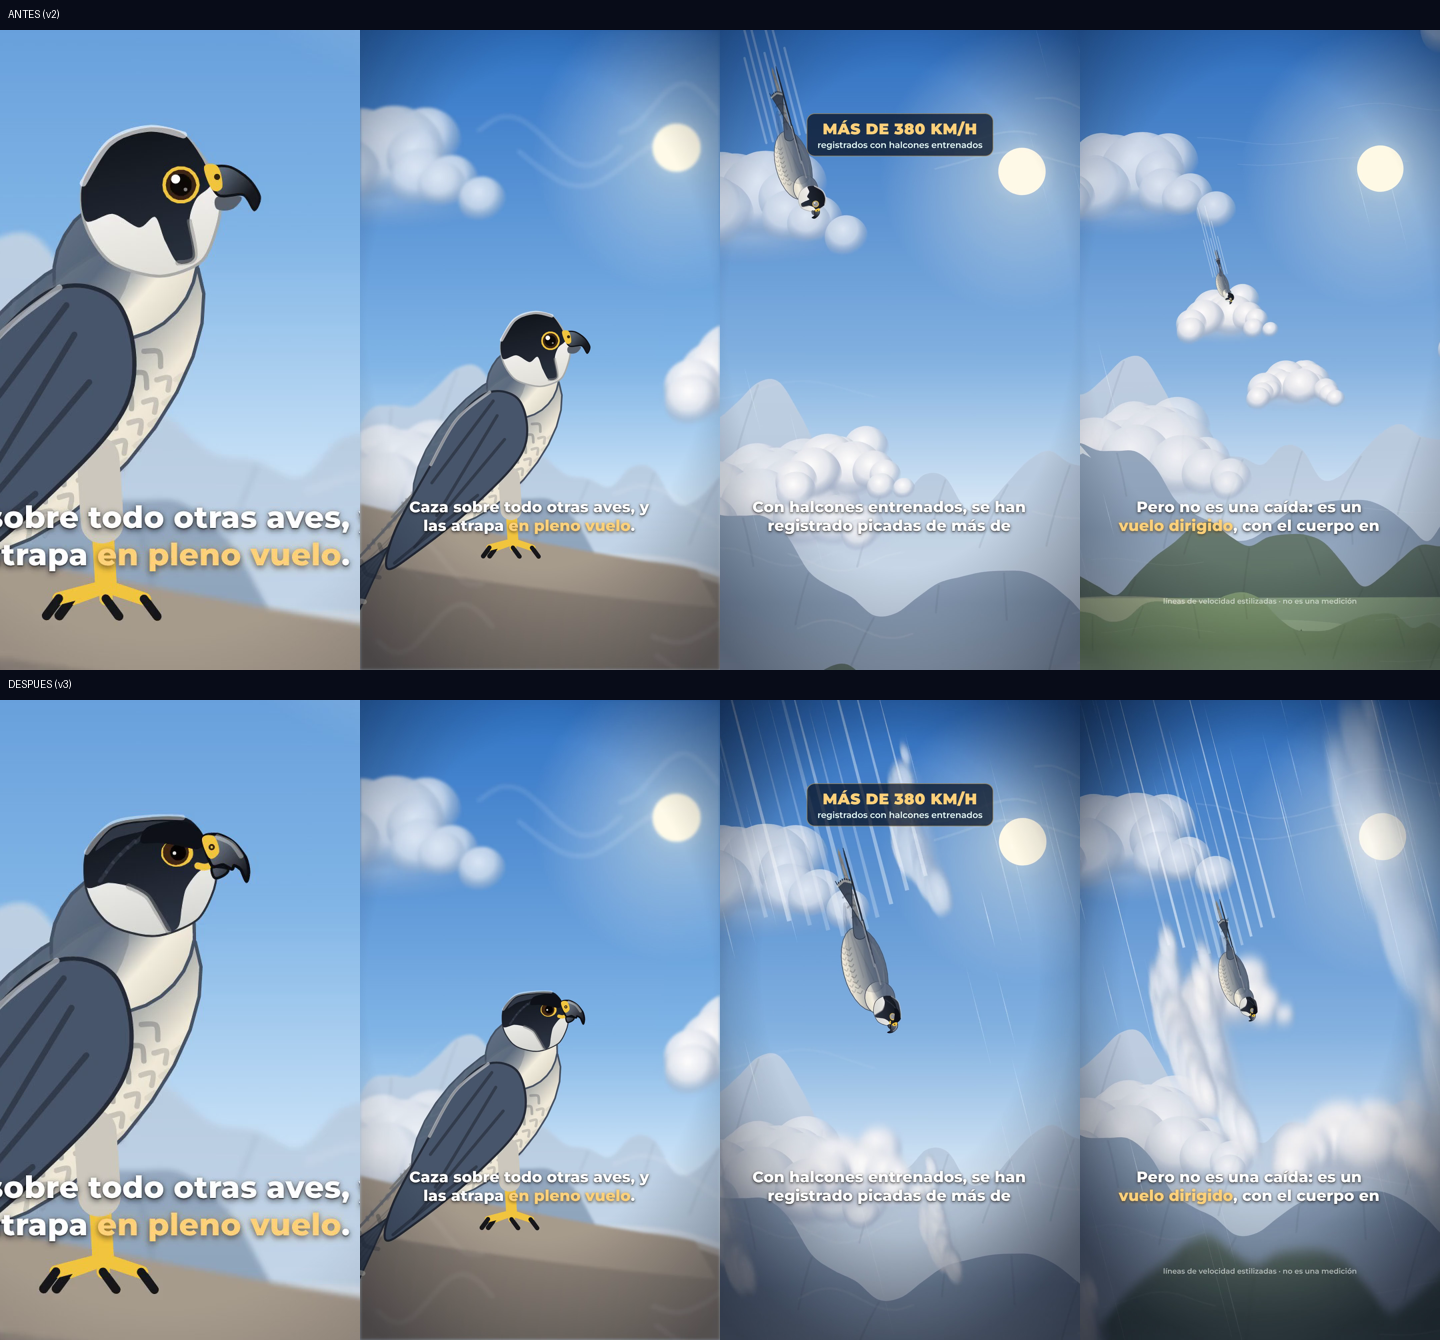 ANTES (v2)
sobre todo otras aves, y
trapa en pleno vuelo.
Caza sobre todo otras aves, y
las atrapa en pleno vuelo.
MÁS DE 380 KM/H
registrados con halcones entrenados
Con halcones entrenados, se han
registrado picadas de más de
Pero no es una caída: es un
vuelo dirigido, con el cuerpo en
líneas de velocidad estilizadas · no es una medición
DESPUES (v3)
sobre todo otras aves, y
trapa en pleno vuelo.
Caza sobre todo otras aves, y
las atrapa en pleno vuelo.
MÁS DE 380 KM/H
registrados con halcones entrenados
Con halcones entrenados, se han
registrado picadas de más de
Pero no es una caída: es un
vuelo dirigido, con el cuerpo en
líneas de velocidad estilizadas · no es una medición